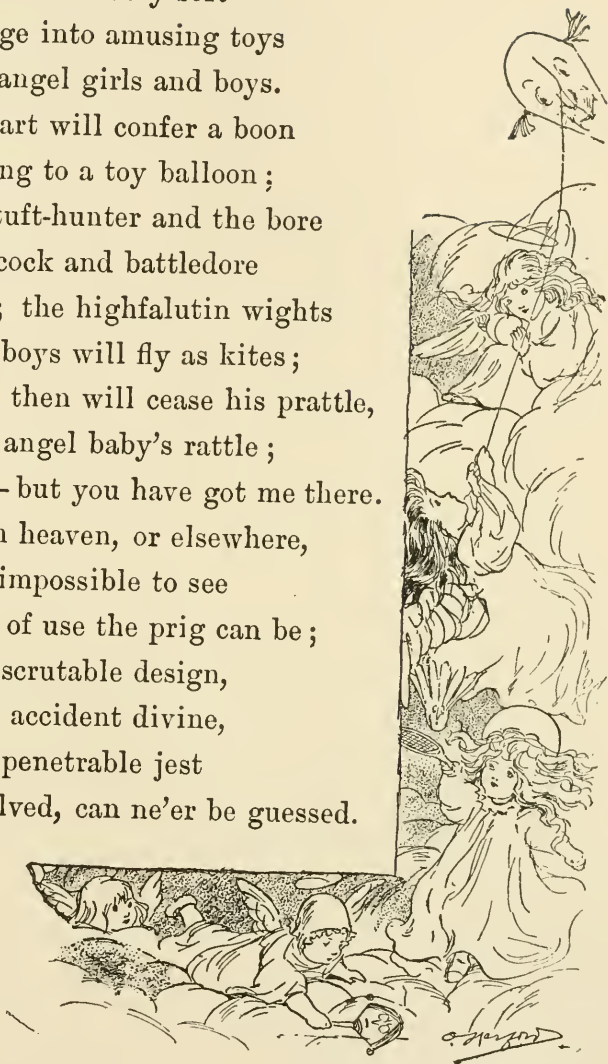 ge into amusing toys
angel girls and boys.
art will confer a boon
ng to a toy balloon ;
tuft-hunter and the bore
cock and battledore
; the highfalutin wights
boys will fly as kites ;
then will cease his prattle,
angel baby's rattle ;
– but you have got me there.
n heaven, or elsewhere,
impossible to see
of use the prig can be ;
scrutable design,
accident divine,
penetrable jest
lved, can ne'er be guessed.
O. Herford